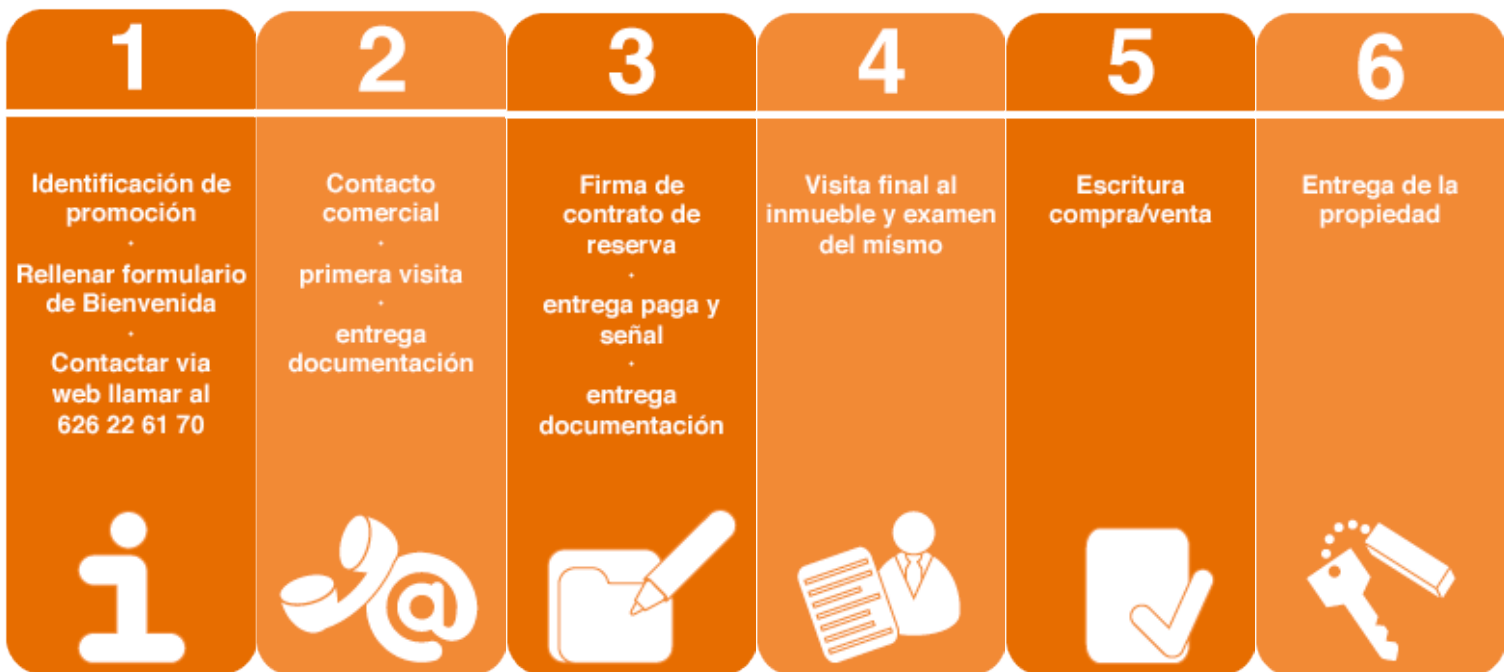 1
Identificación de
promoción
·
Rellenar formulario
de Bienvenida
·
Contactar via
web llamar al
626 22 61 70
2
Contacto
comercial
·
primera visita
·
entrega
documentación
3
Firma de
contrato de
reserva
·
entrega paga y
señal
·
entrega
documentación
4
Visita final al
inmueble y examen
del mísmo
5
Escritura
compra/venta
6
Entrega de la
propiedad
@